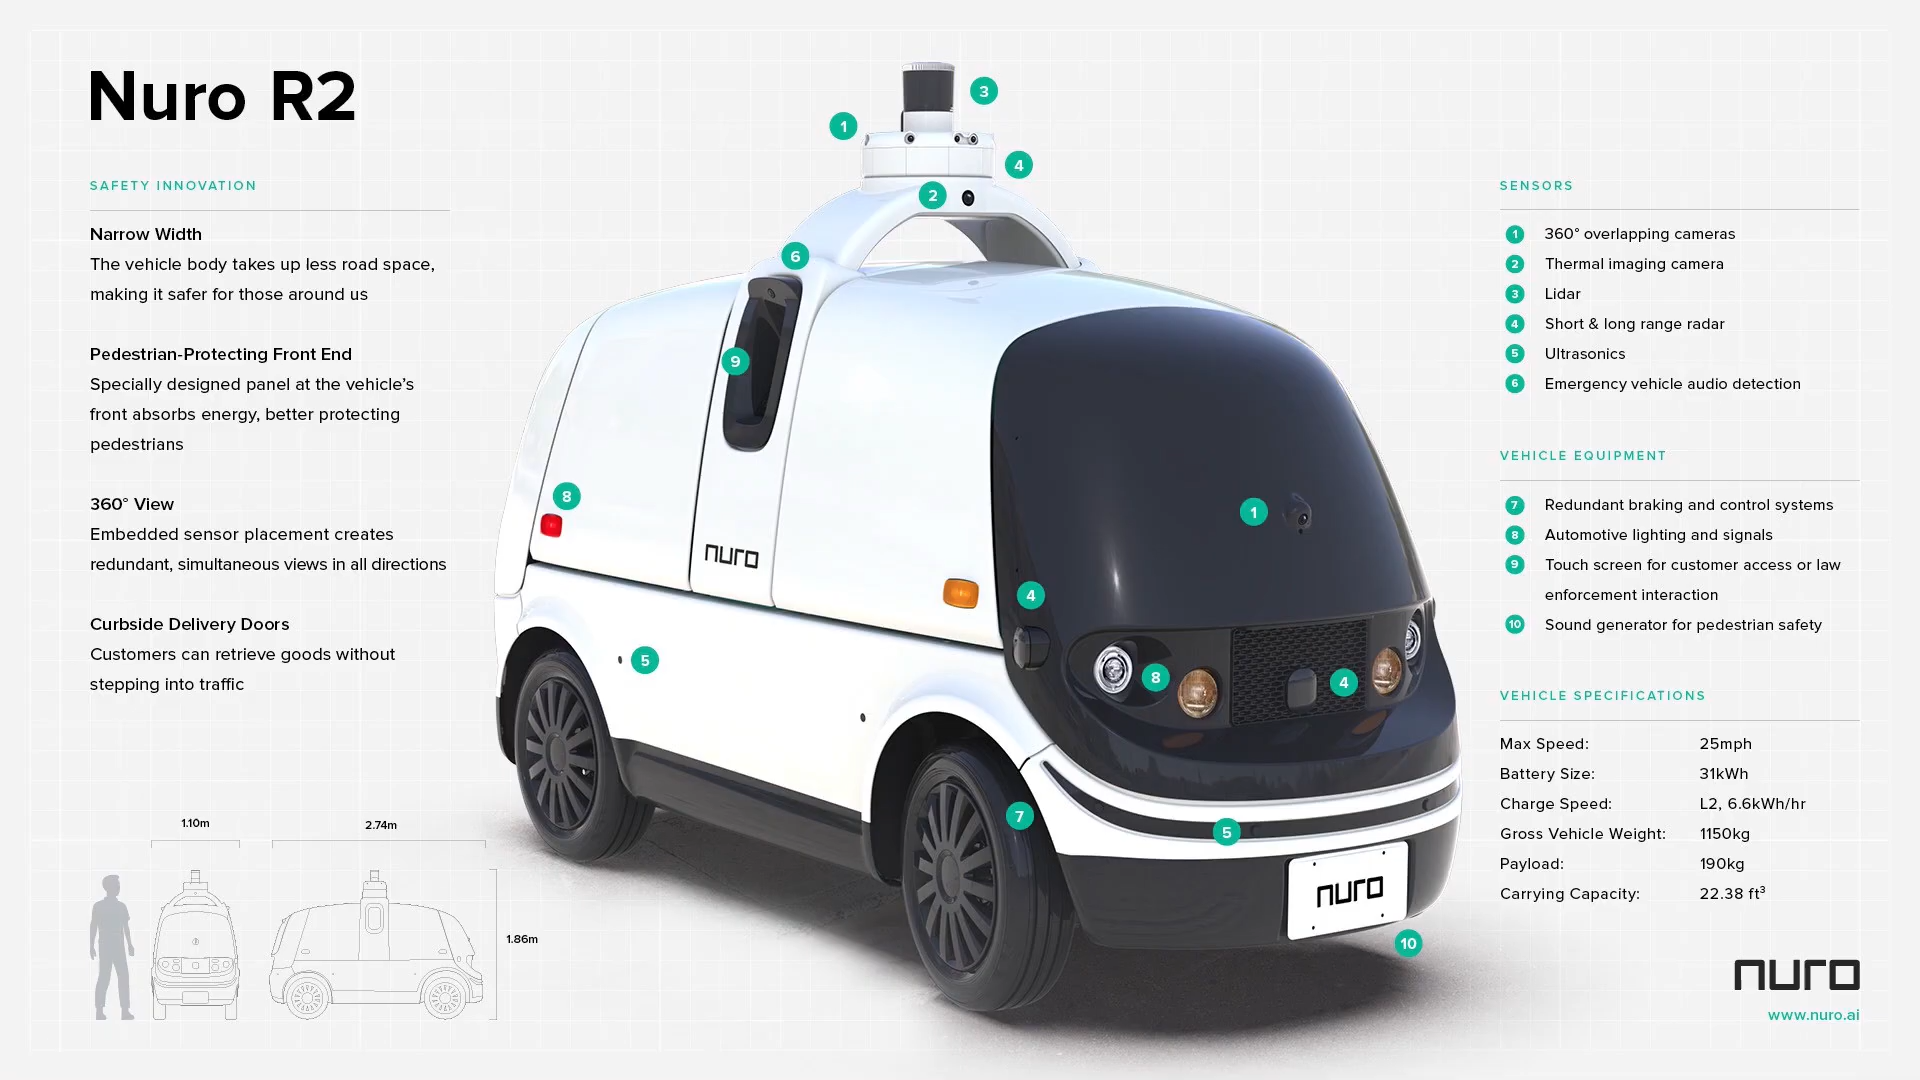 Nuro R2
SAFETY INNOVATION
Narrow Width
The vehicle body takes up less road space,
making it safer for those around us
Pedestrian-Protecting Front End
Specially designed panel at the vehicle’s
front absorbs energy, better protecting
pedestrians
360° View
Embedded sensor placement creates
redundant, simultaneous views in all directions
Curbside Delivery Doors
Customers can retrieve goods without
stepping into traffic
1.10m
2.74m
1.86m
3
1
4
2
6
9
8
nuro
1
4
5
8
4
7
5
nuro
10
SENSORS
1 360° overlapping cameras
2 Thermal imaging camera
3 Lidar
4 Short & long range radar
5 Ultrasonics
6 Emergency vehicle audio detection
VEHICLE EQUIPMENT
7 Redundant braking and control systems
8 Automotive lighting and signals
9 Touch screen for customer access or law
enforcement interaction
10 Sound generator for pedestrian safety
VEHICLE SPECIFICATIONS
Max Speed: 25mph
Battery Size: 31kWh
Charge Speed: L2, 6.6kWh/hr
Gross Vehicle Weight: 1150kg
Payload: 190kg
Carrying Capacity: 22.38 ft³
nuro
www.nuro.ai